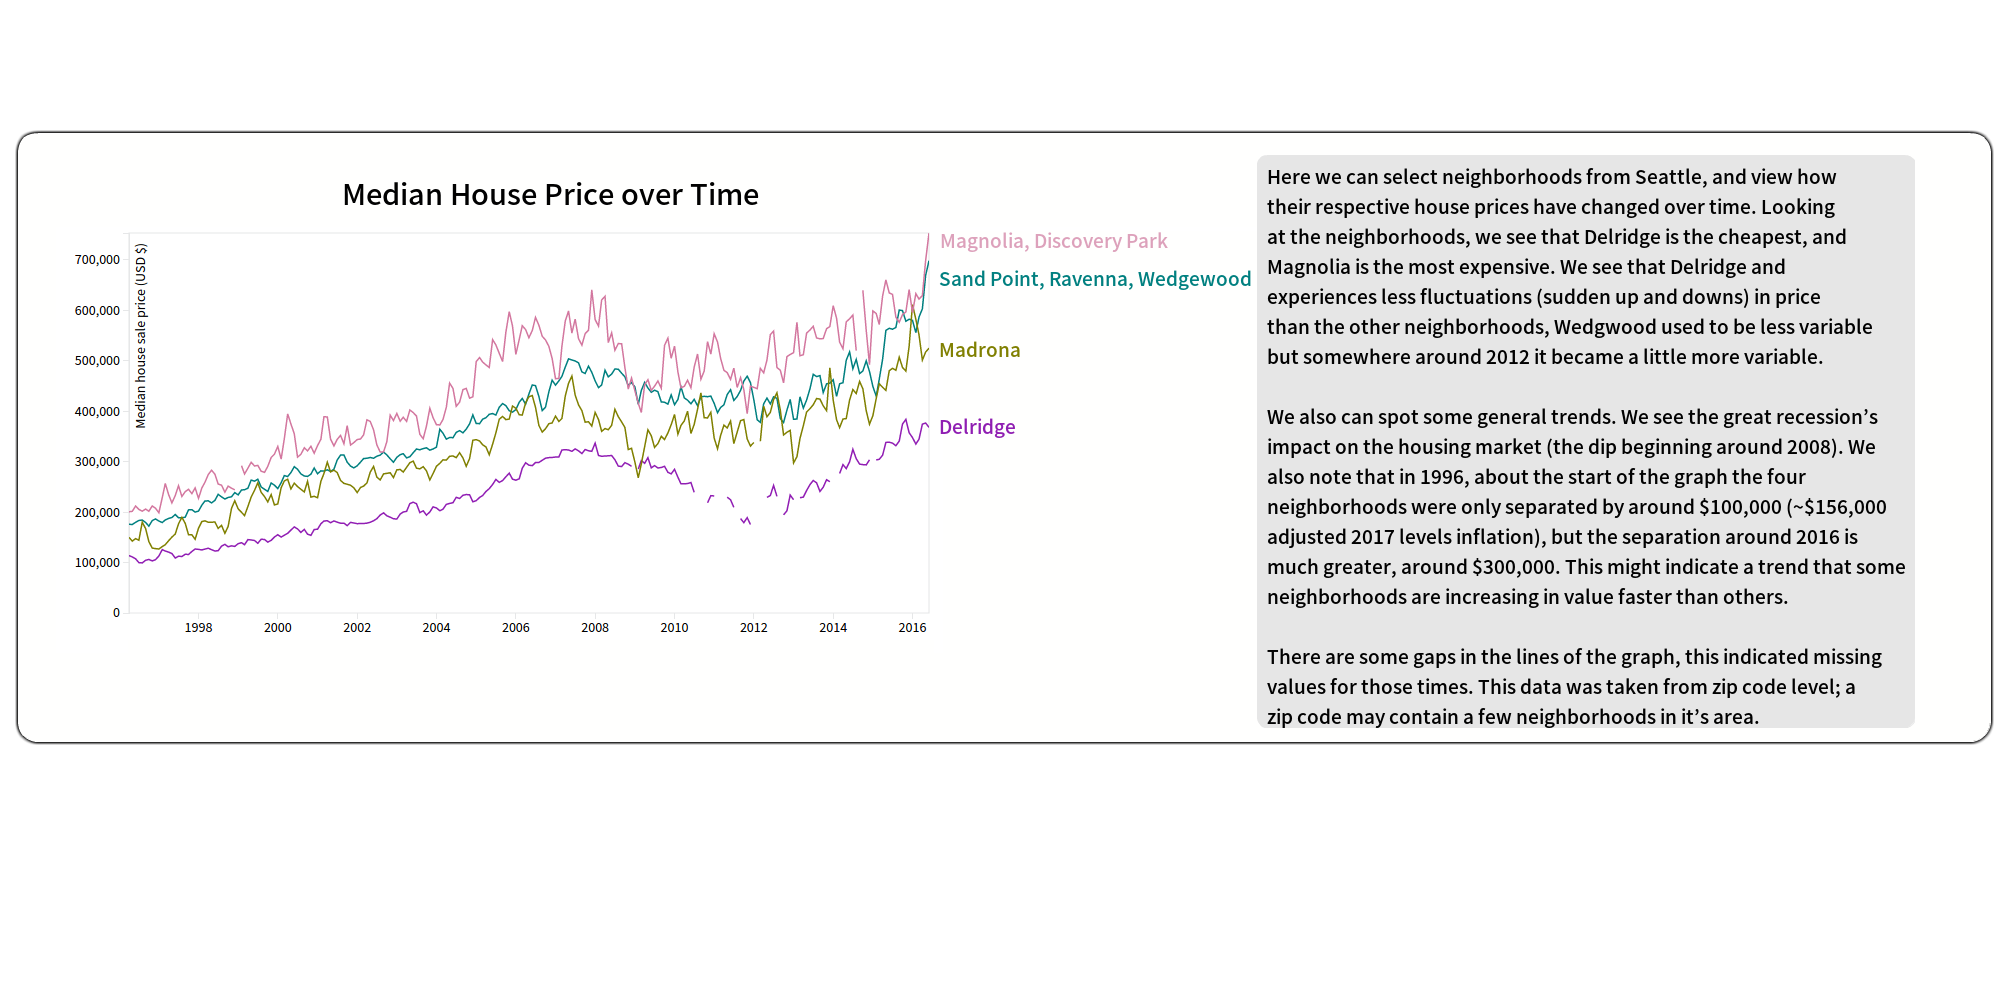 Median House Price over Time
Median house sale price (USD $)
700,000
600,000
500,000
400,000
300,000
200,000
100,000
0
1998 2000 2002 2004 2006 2008 2010 2012 2014 2016
Magnolia, Discovery Park
Sand Point, Ravenna, Wedgewood
Madrona
Delridge
Here we can select neighborhoods from Seattle, and view how
their respective house prices have changed over time. Looking
at the neighborhoods, we see that Delridge is the cheapest, and
Magnolia is the most expensive. We see that Delridge and
experiences less fluctuations (sudden up and downs) in price
than the other neighborhoods, Wedgwood used to be less variable
but somewhere around 2012 it became a little more variable.
We also can spot some general trends. We see the great recession’s
impact on the housing market (the dip beginning around 2008). We
also note that in 1996, about the start of the graph the four
neighborhoods were only separated by around $100,000 (~$156,000
adjusted 2017 levels inflation), but the separation around 2016 is
much greater, around $300,000. This might indicate a trend that some
neighborhoods are increasing in value faster than others.
There are some gaps in the lines of the graph, this indicated missing
values for those times. This data was taken from zip code level; a
zip code may contain a few neighborhoods in it’s area.